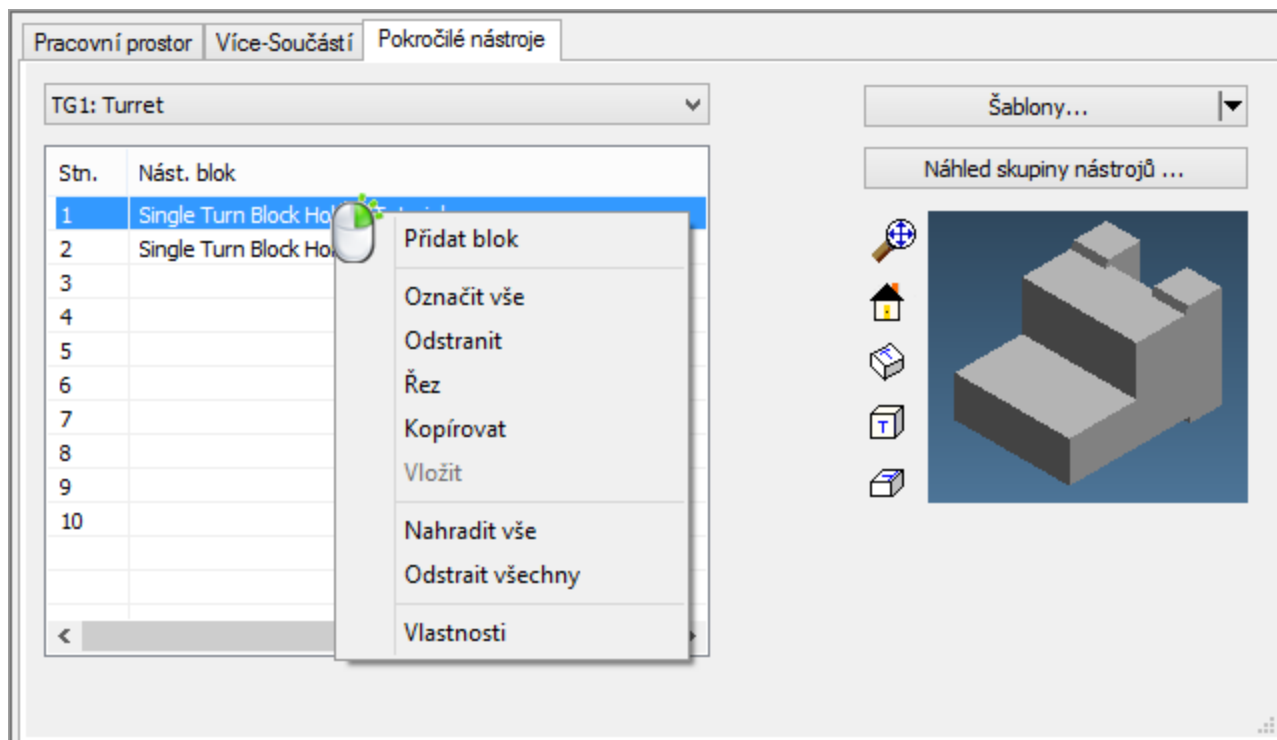 Pracovní prostor Více-Součástí Pokročilé nástroje
TG1: Turret
Šablony...
Náhled skupiny nástrojů ...
Stn. Nást. blok
1 Single Turn Block
2 Single Turn Block
3
4
5
6
7
8
9
10
Přidat blok
Označit vše
Odstranit
Řez
Kopírovat
Vložit
Nahradit vše
Odstrait všechny
Vlastnosti
T